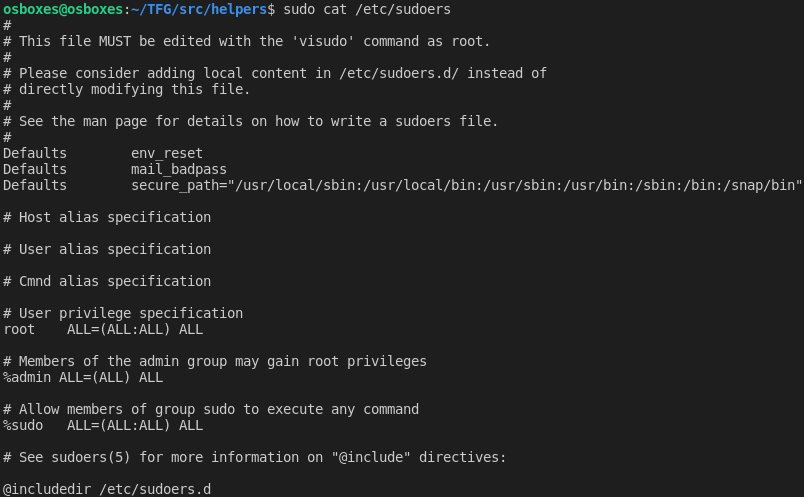 osboxes@osboxes:~/TFG/src/helpers$ sudo cat /etc/sudoers
#
# This file MUST be edited with the 'visudo' command as root.
#
# Please consider adding local content in /etc/sudoers.d/ instead of
# directly modifying this file.
#
# See the man page for details on how to write a sudoers file.
#
Defaults        env_reset
Defaults        mail_badpass
Defaults        secure_path="/usr/local/sbin:/usr/local/bin:/usr/sbin:/usr/bin:/sbin:/bin:/snap/bin"

# Host alias specification

# User alias specification

# Cmnd alias specification

# User privilege specification
root    ALL=(ALL:ALL) ALL

# Members of the admin group may gain root privileges
%admin ALL=(ALL) ALL

# Allow members of group sudo to execute any command
%sudo   ALL=(ALL:ALL) ALL

# See sudoers(5) for more information on "@include" directives:

@includedir /etc/sudoers.d